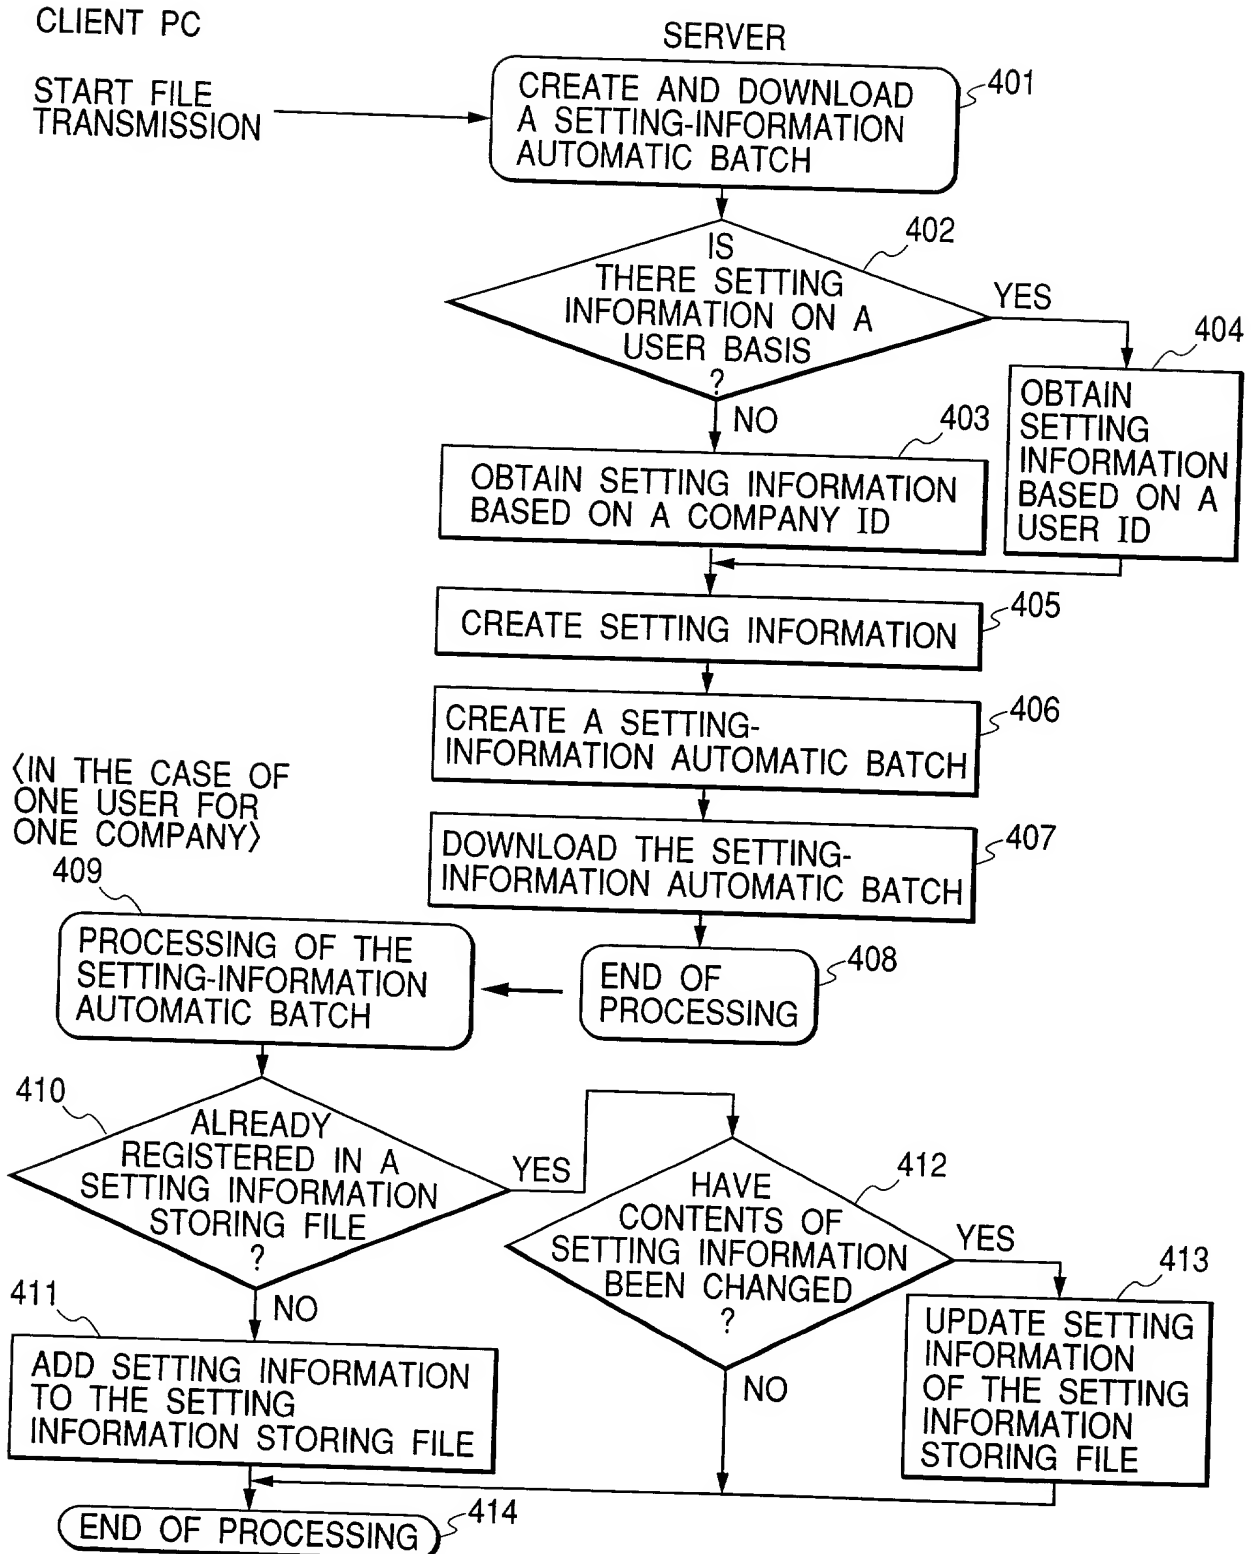 CLIENT PC
SERVER
START FILE
TRANSMISSION
CREATE AND DOWNLOAD
A SETTING-INFORMATION
AUTOMATIC BATCH
401
IS
THERE SETTING
INFORMATION ON A
USER BASIS
?
402
YES
NO
404
OBTAIN
SETTING
INFORMATION
BASED ON A
USER ID
403
OBTAIN SETTING INFORMATION
BASED ON A COMPANY ID
405
CREATE SETTING INFORMATION
406
CREATE A SETTING-
INFORMATION AUTOMATIC BATCH
407
DOWNLOAD THE SETTING-
INFORMATION AUTOMATIC BATCH
408
END OF
PROCESSING
〈IN THE CASE OF
ONE USER FOR
ONE COMPANY〉
409
PROCESSING OF THE
SETTING-INFORMATION
AUTOMATIC BATCH
410
ALREADY
REGISTERED IN A
SETTING INFORMATION
STORING FILE
?
YES
NO
412
HAVE
CONTENTS OF
SETTING INFORMATION
BEEN CHANGED
?
YES
NO
413
UPDATE SETTING
INFORMATION
OF THE SETTING
INFORMATION
STORING FILE
411
ADD SETTING INFORMATION
TO THE SETTING
INFORMATION STORING FILE
END OF PROCESSING
414